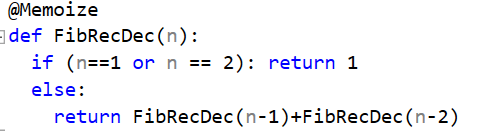 @Memoize
def FibRecDec(n):
  if (n==1 or n == 2): return 1
  else:
    return FibRecDec(n-1)+FibRecDec(n-2)